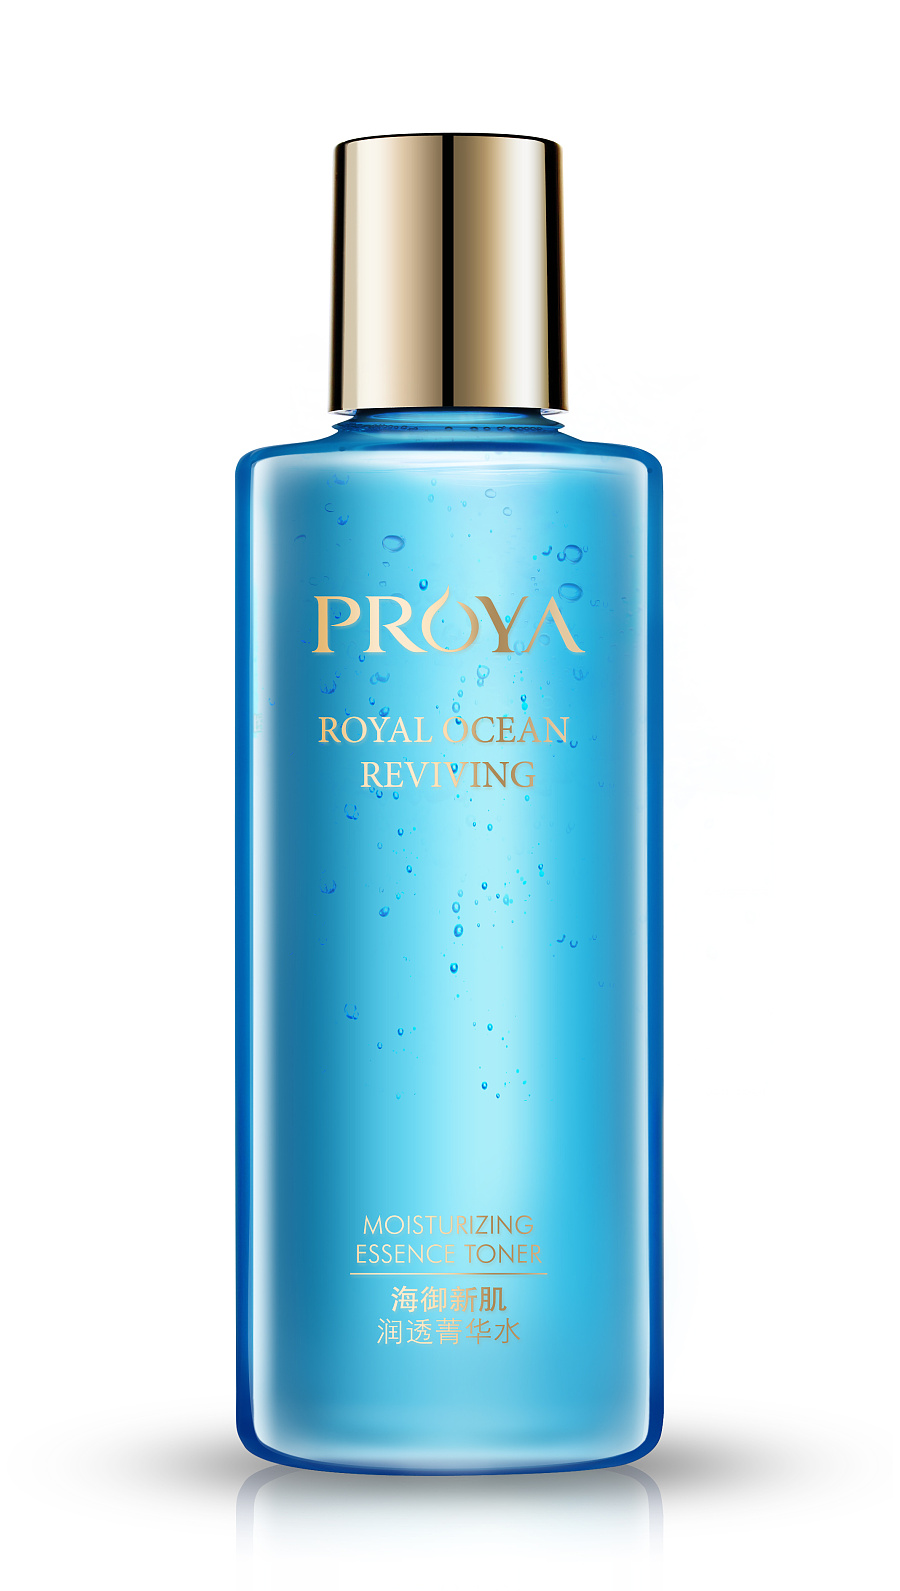 PROYA
ROYAL OCEAN
REVIVING
MOISTURIZING
ESSENCE TONER
海御新肌
润透菁华水